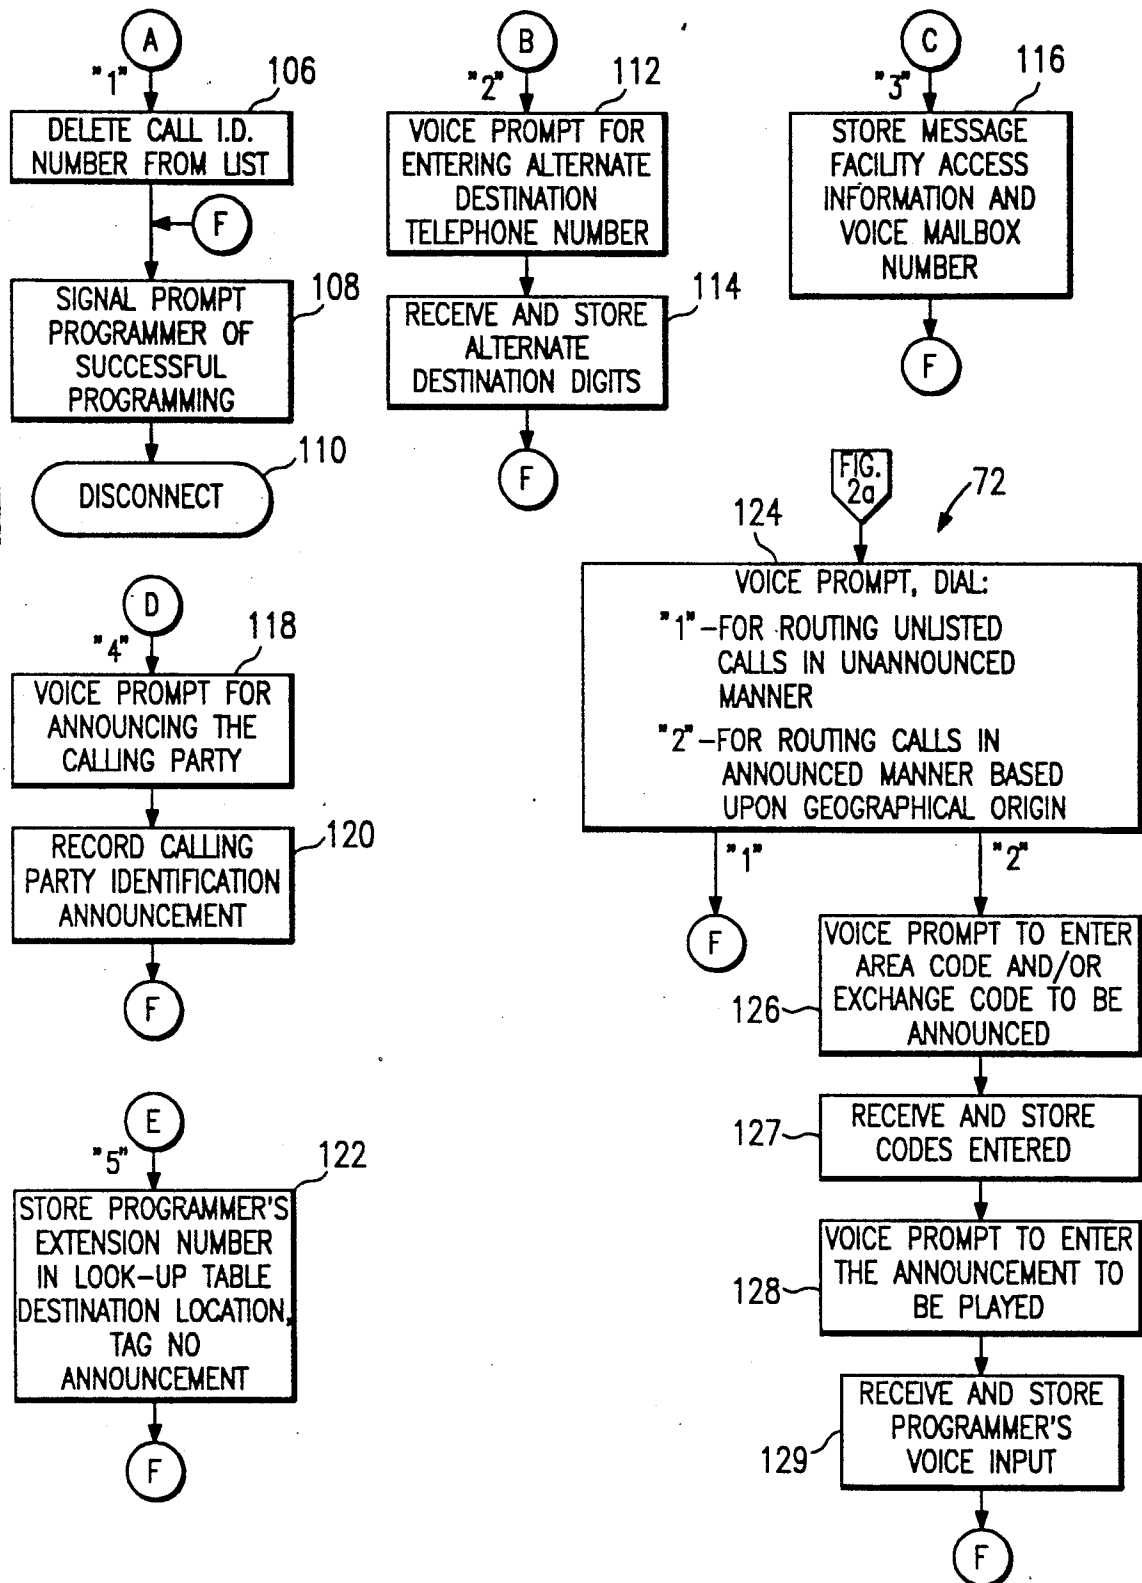 A
"1"
106
DELETE CALL I.D.
NUMBER FROM LIST
F
SIGNAL PROMPT
PROGRAMMER OF
SUCCESSFUL
PROGRAMMING
108
DISCONNECT
110
B
"2"
112
VOICE PROMPT FOR
ENTERING ALTERNATE
DESTINATION
TELEPHONE NUMBER
RECEIVE AND STORE
ALTERNATE
DESTINATION DIGITS
114
F
C
"3"
116
STORE MESSAGE
FACILITY ACCESS
INFORMATION AND
VOICE MAILBOX
NUMBER
F
D
"4"
118
VOICE PROMPT FOR
ANNOUNCING THE
CALLING PARTY
RECORD CALLING
PARTY IDENTIFICATION
ANNOUNCEMENT
120
F
E
"5"
122
STORE PROGRAMMER'S
EXTENSION NUMBER
IN LOOK-UP TABLE
DESTINATION LOCATION,
TAG NO
ANNOUNCEMENT
F
FIG.
2a
72
124
VOICE PROMPT, DIAL:
"1"-FOR ROUTING UNLISTED
CALLS IN UNANNOUNCED
MANNER
"2"-FOR ROUTING CALLS IN
ANNOUNCED MANNER BASED
UPON GEOGRAPHICAL ORIGIN
"1"
F
"2"
VOICE PROMPT TO ENTER
AREA CODE AND/OR
EXCHANGE CODE TO BE
ANNOUNCED
126
RECEIVE AND STORE
CODES ENTERED
127
VOICE PROMPT TO ENTER
THE ANNOUNCEMENT TO
BE PLAYED
128
RECEIVE AND STORE
PROGRAMMER'S
VOICE INPUT
129
F